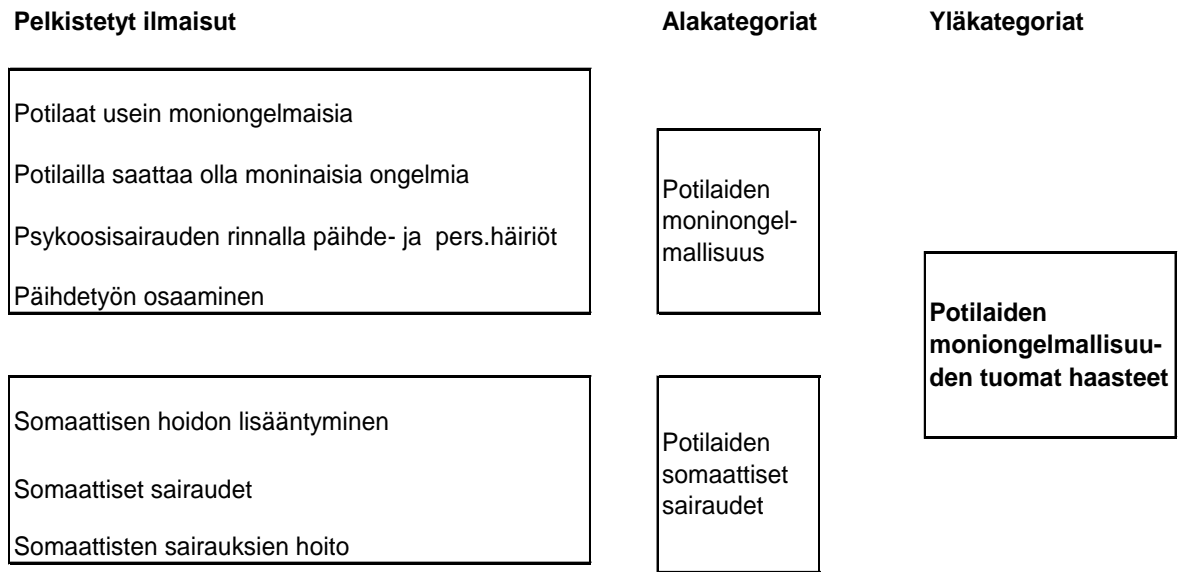 Pelkistetyt ilmaisut
Alakategoriat
Yläkategoriat
Potilaat usein moniongelmaisia
Potilailla saattaa olla moninaisia ongelmia
Psykoosisairauden rinnalla päihde- ja pers.häiriöt
Päihdetyön osaaminen
Potilaiden
moninongel-
mallisuus
Potilaiden
moniongelmallisuu-
den tuomat haasteet
Somaattisen hoidon lisääntyminen
Somaattiset sairaudet
Somaattisten sairauksien hoito
Potilaiden
somaattiset
sairaudet